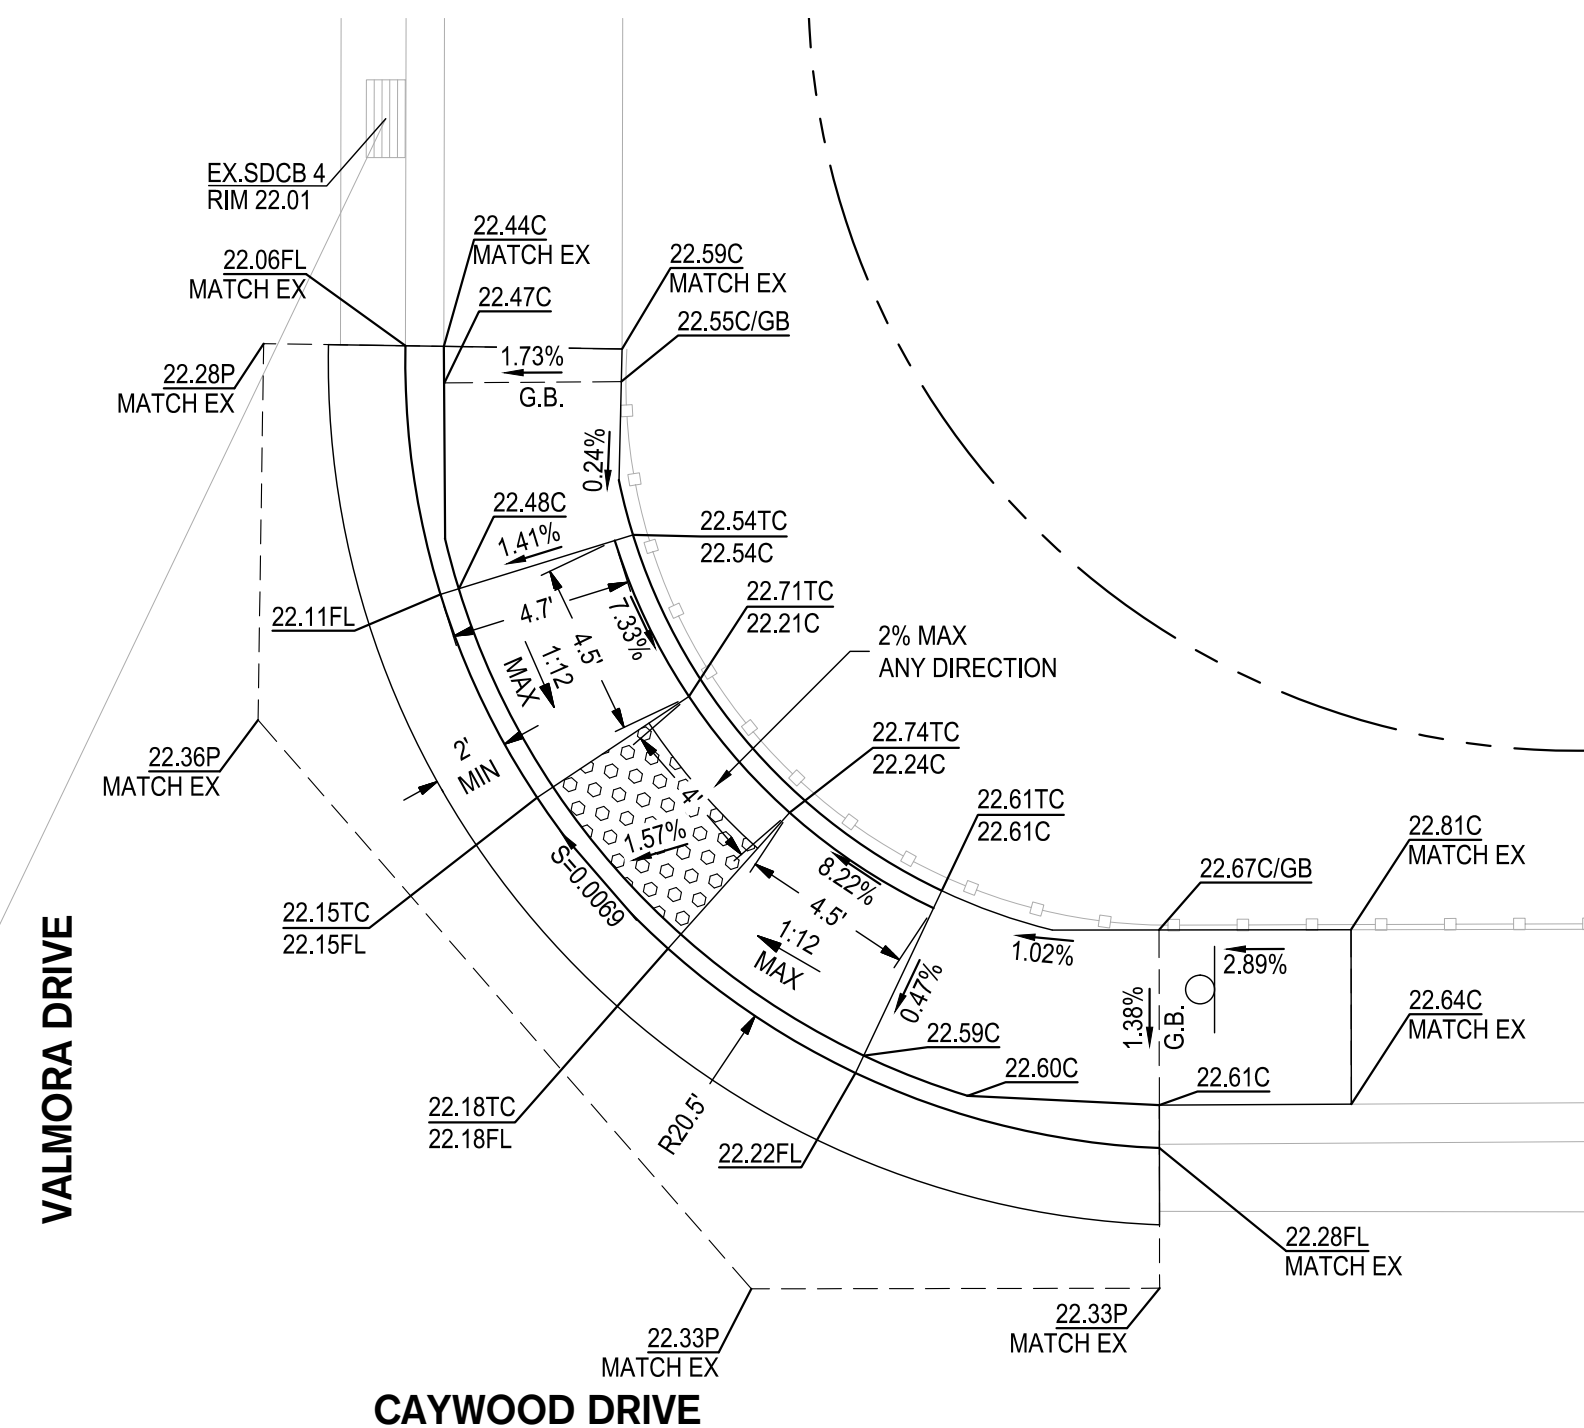 EX.SDCB 4
RIM 22.01
22.44C
MATCH EX
22.06FL
MATCH EX
22.59C
MATCH EX
22.47C
22.55C/GB
1.73%
G.B.
22.28P
MATCH EX
0.24%
22.48C
1.41%
22.54TC
22.54C
22.11FL
4.7'
7.33%
4.5'
1:12
MAX
22.71TC
22.21C
2% MAX
ANY DIRECTION
2'
MIN
22.36P
MATCH EX
22.74TC
22.24C
4'
1.57%
S=0.0069
22.61TC
22.61C
8.22%
4.5'
1:12
MAX
22.81C
MATCH EX
22.67C/GB
22.15TC
22.15FL
1.02%
2.89%
0.47%
1.38%
G.B.
22.64C
MATCH EX
22.59C
22.60C
22.61C
VALMORA DRIVE
22.18TC
22.18FL
R20.5'
22.22FL
22.28FL
MATCH EX
22.33P
MATCH EX
22.33P
MATCH EX
CAYWOOD DRIVE